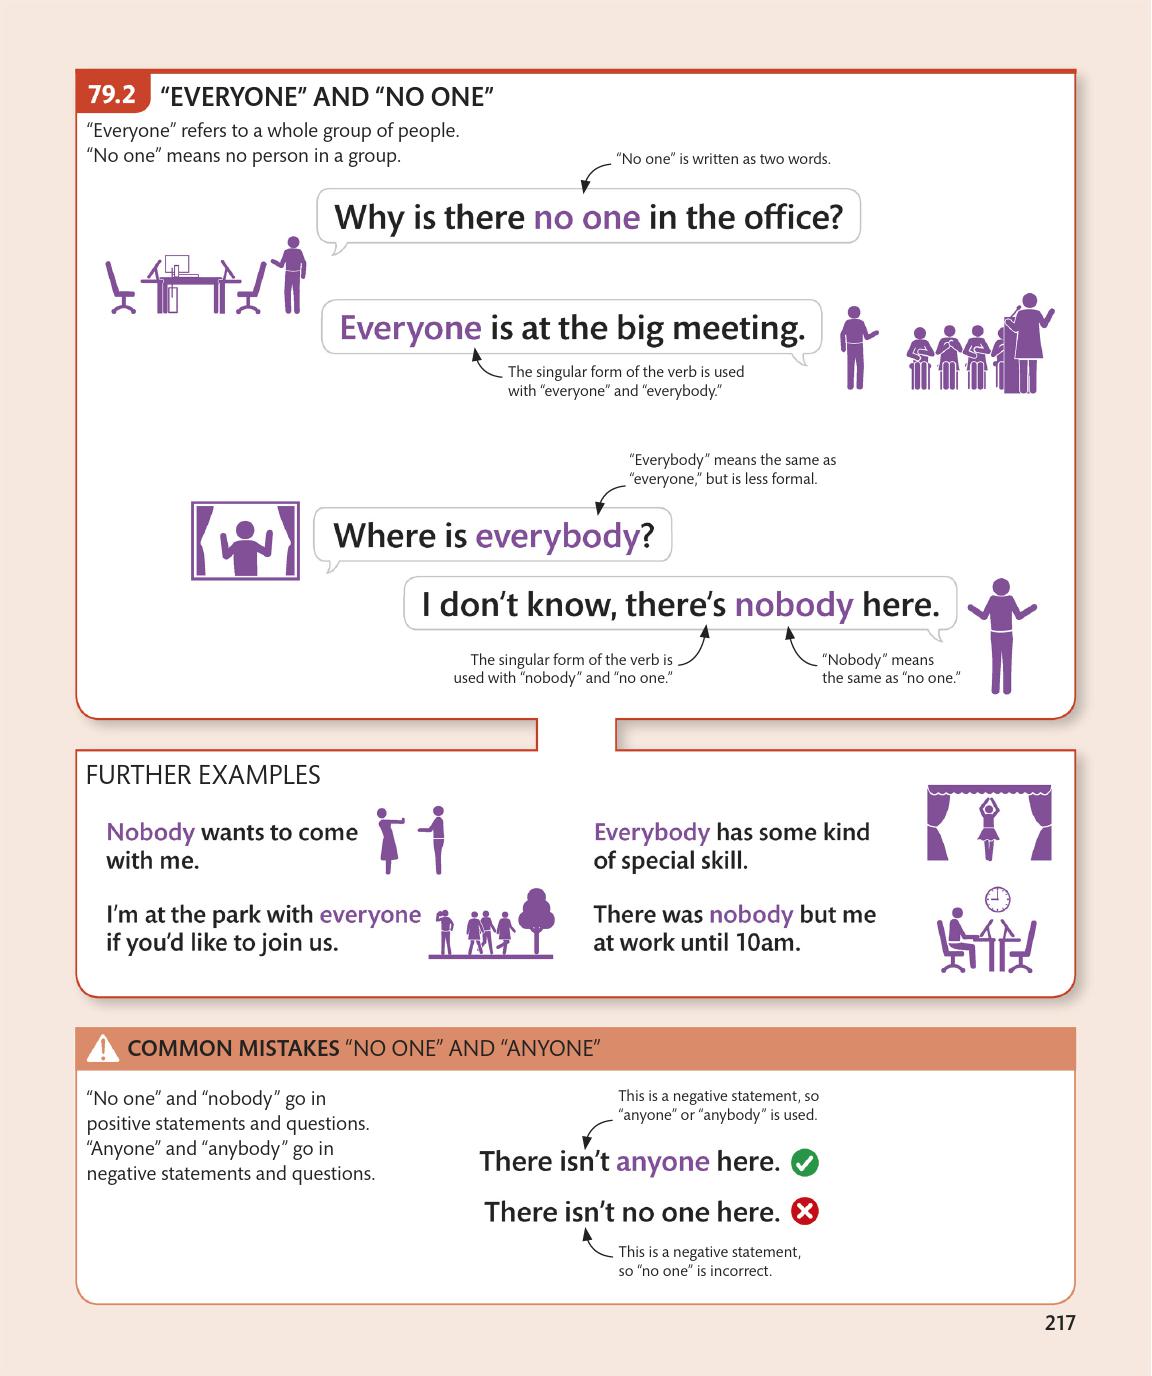 79.2 “EVERYONE” AND “NO ONE”
“Everyone” refers to a whole group of people.
“No one” means no person in a group.
“No one” is written as two words.
Why is there no one in the office?
Everyone is at the big meeting.
The singular form of the verb is used
with “everyone” and “everybody.”
“Everybody” means the same as
“everyone,” but is less formal.
Where is everybody?
I don’t know, there’s nobody here.
The singular form of the verb is
used with “nobody” and “no one.”
“Nobody” means
the same as “no one.”
FURTHER EXAMPLES
Nobody wants to come
with me.
Everybody has some kind
of special skill.
I’m at the park with everyone
if you’d like to join us.
There was nobody but me
at work until 10am.
COMMON MISTAKES “NO ONE” AND “ANYONE”
“No one” and “nobody” go in
positive statements and questions.
“Anyone” and “anybody” go in
negative statements and questions.
This is a negative statement, so
“anyone” or “anybody” is used.
There isn’t anyone here.
There isn’t no one here.
This is a negative statement,
so “no one” is incorrect.
217